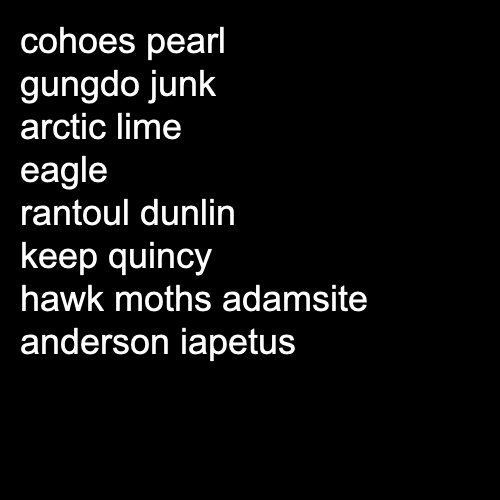 cohoes pearl
gungdo junk
arctic lime
eagle
rantoul dunlin
keep quincy
hawk moths adamsite
anderson iapetus